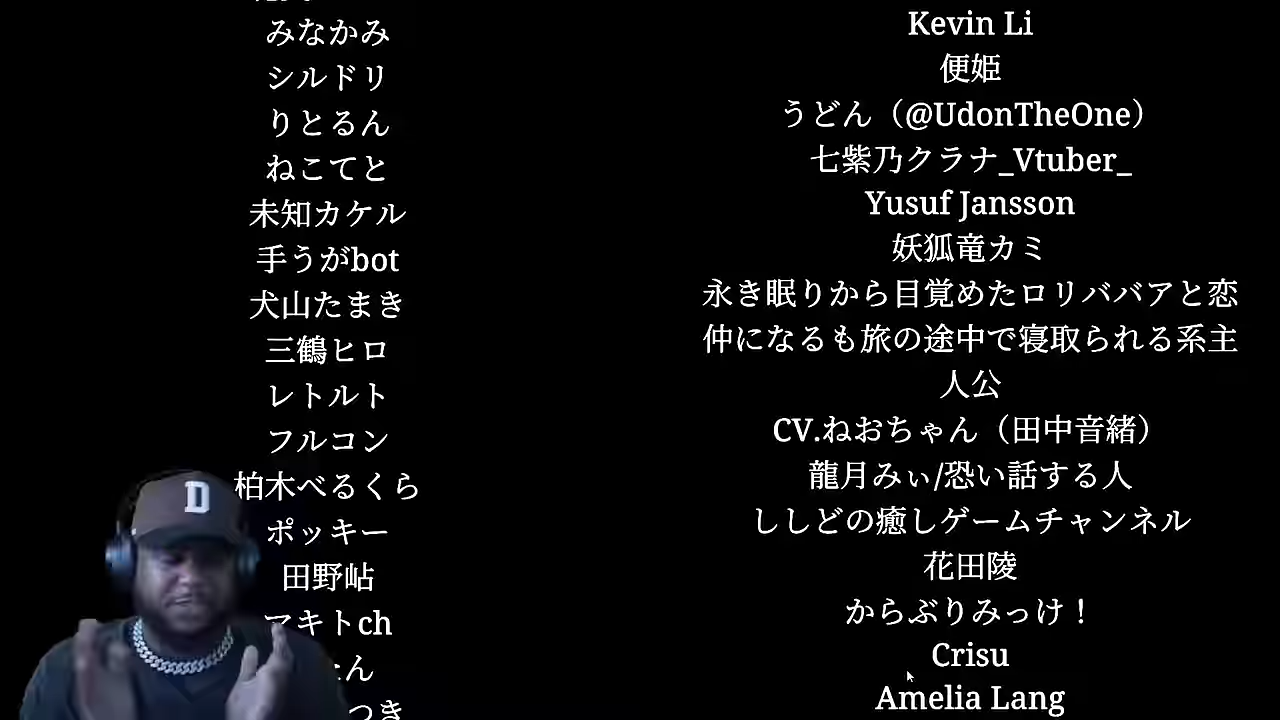 みなかみ
シルドリ
りとるん
ねこてと
未知カケル
手うがbot
犬山たまき
三鶴ヒロ
レトルト
フルコン
柏木べるくら
ポッキー
田野岾
アキトch
ん
つき
D
Kevin Li
便姫
うどん（@UdonTheOne）
七紫乃クラナ_Vtuber_
Yusuf Jansson
妖狐竜カミ
永き眠りから目覚めたロリババアと恋
仲になるも旅の途中で寝取られる系主
人公
CV.ねおちゃん（田中音緒）
龍月みぃ/恐い話する人
ししどの癒しゲームチャンネル
花田陵
からぶりみっけ！
Crisu
Amelia Lang